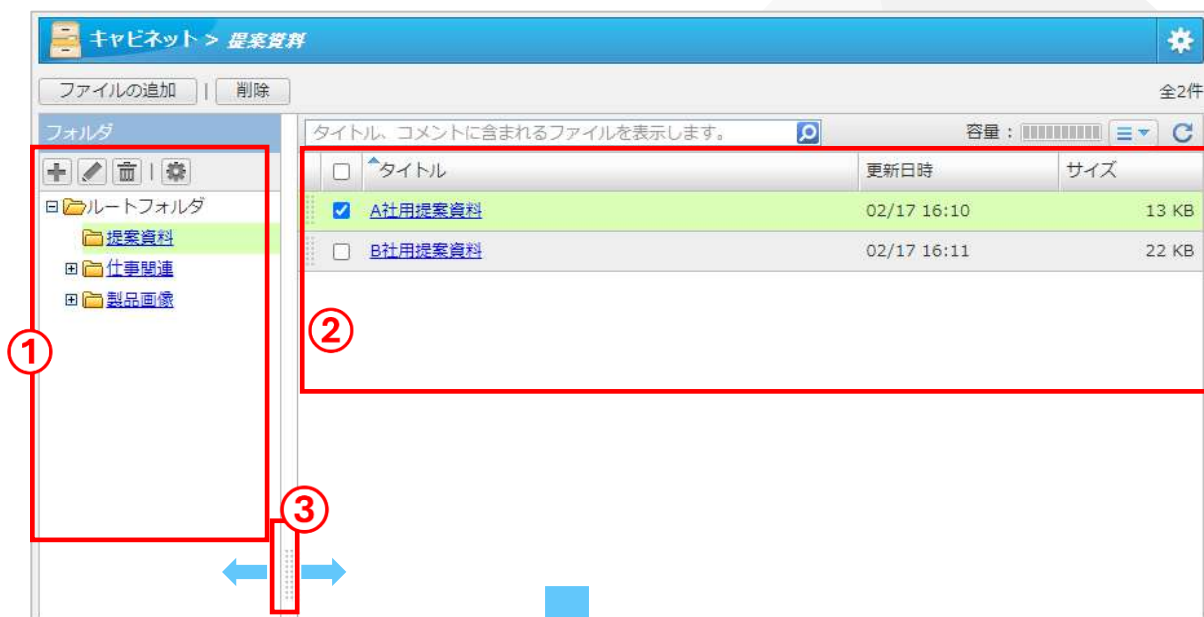 キャビネット > 提案資料
ファイルの追加 | 削除
全2件
フォルダ
タイトル、コメントに含まれるファイルを表示します。
容量：
タイトル 更新日時 サイズ
ルートフォルダ
提案資料
仕事関連
製品画像
A社用提案資料 02/17 16:10 13 KB
B社用提案資料 02/17 16:11 22 KB
①
②
③